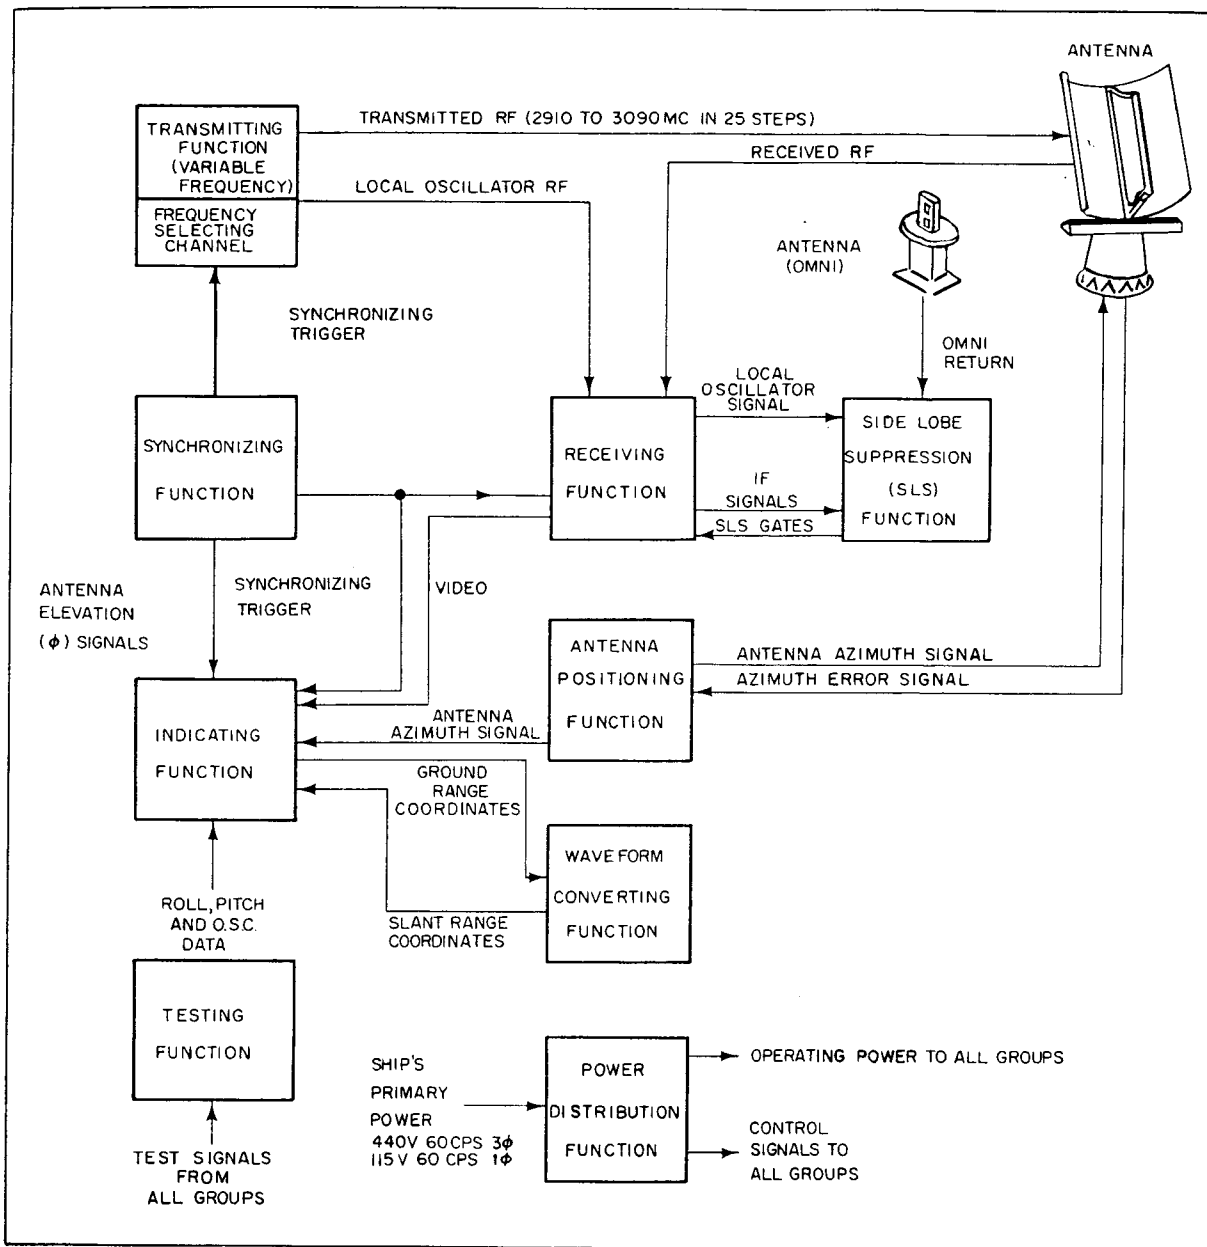 ANTENNA
TRANSMITTED RF (2910 TO 3090MC IN 25 STEPS)
RECEIVED RF
TRANSMITTING
FUNCTION
(VARIABLE
FREQUENCY)
FREQUENCY
SELECTING
CHANNEL
LOCAL OSCILLATOR RF
ANTENNA
(OMNI)
SYNCHRONIZING
TRIGGER
OMNI
RETURN
LOCAL
OSCILLATOR
SIGNAL
SYNCHRONIZING
FUNCTION
RECEIVING
FUNCTION
SIDE LOBE
SUPPRESSION
(SLS)
FUNCTION
IF
SIGNALS
SLS GATES
ANTENNA
ELEVATION
(ϕ) SIGNALS
SYNCHRONIZING
TRIGGER
VIDEO
ANTENNA
POSITIONING
FUNCTION
ANTENNA AZIMUTH SIGNAL
AZIMUTH ERROR SIGNAL
INDICATING
FUNCTION
ANTENNA
AZIMUTH SIGNAL
GROUND
RANGE
COORDINATES
WAVEFORM
CONVERTING
FUNCTION
SLANT RANGE
COORDINATES
ROLL, PITCH
AND O.S.C.
DATA
TESTING
FUNCTION
TEST SIGNALS
FROM
ALL GROUPS
SHIP'S
PRIMARY
POWER
440V 60CPS 3ϕ
115V 60 CPS 1ϕ
POWER
DISTRIBUTION
FUNCTION
OPERATING POWER TO ALL GROUPS
CONTROL
SIGNALS TO
ALL GROUPS